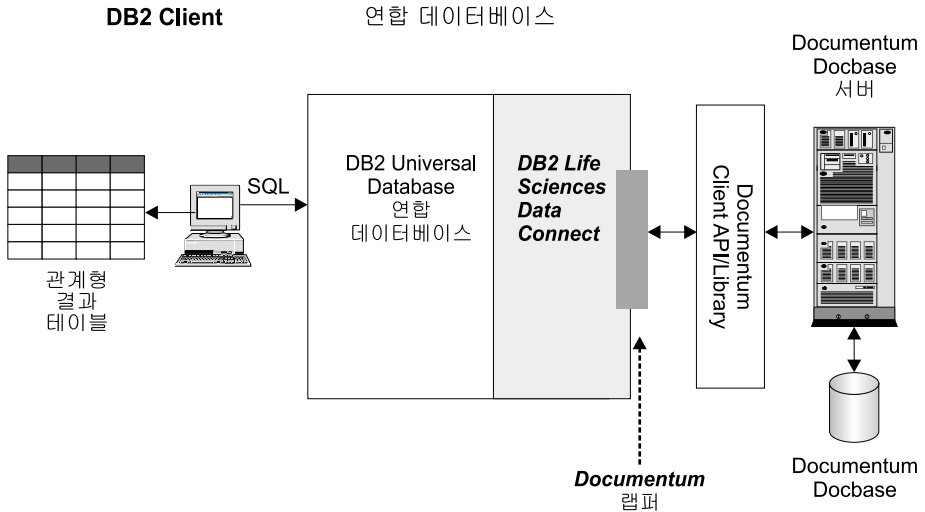 DB2 Client
연합 데이터베이스
Documentum
Docbase
서버
DB2 Universal
Database
연합
데이터베이스
DB2 Life
Sciences
Data
Connect
SQL
Documentum
Client API/Library
관계형
결과
테이블
Documentum
랩퍼
Documentum
Docbase